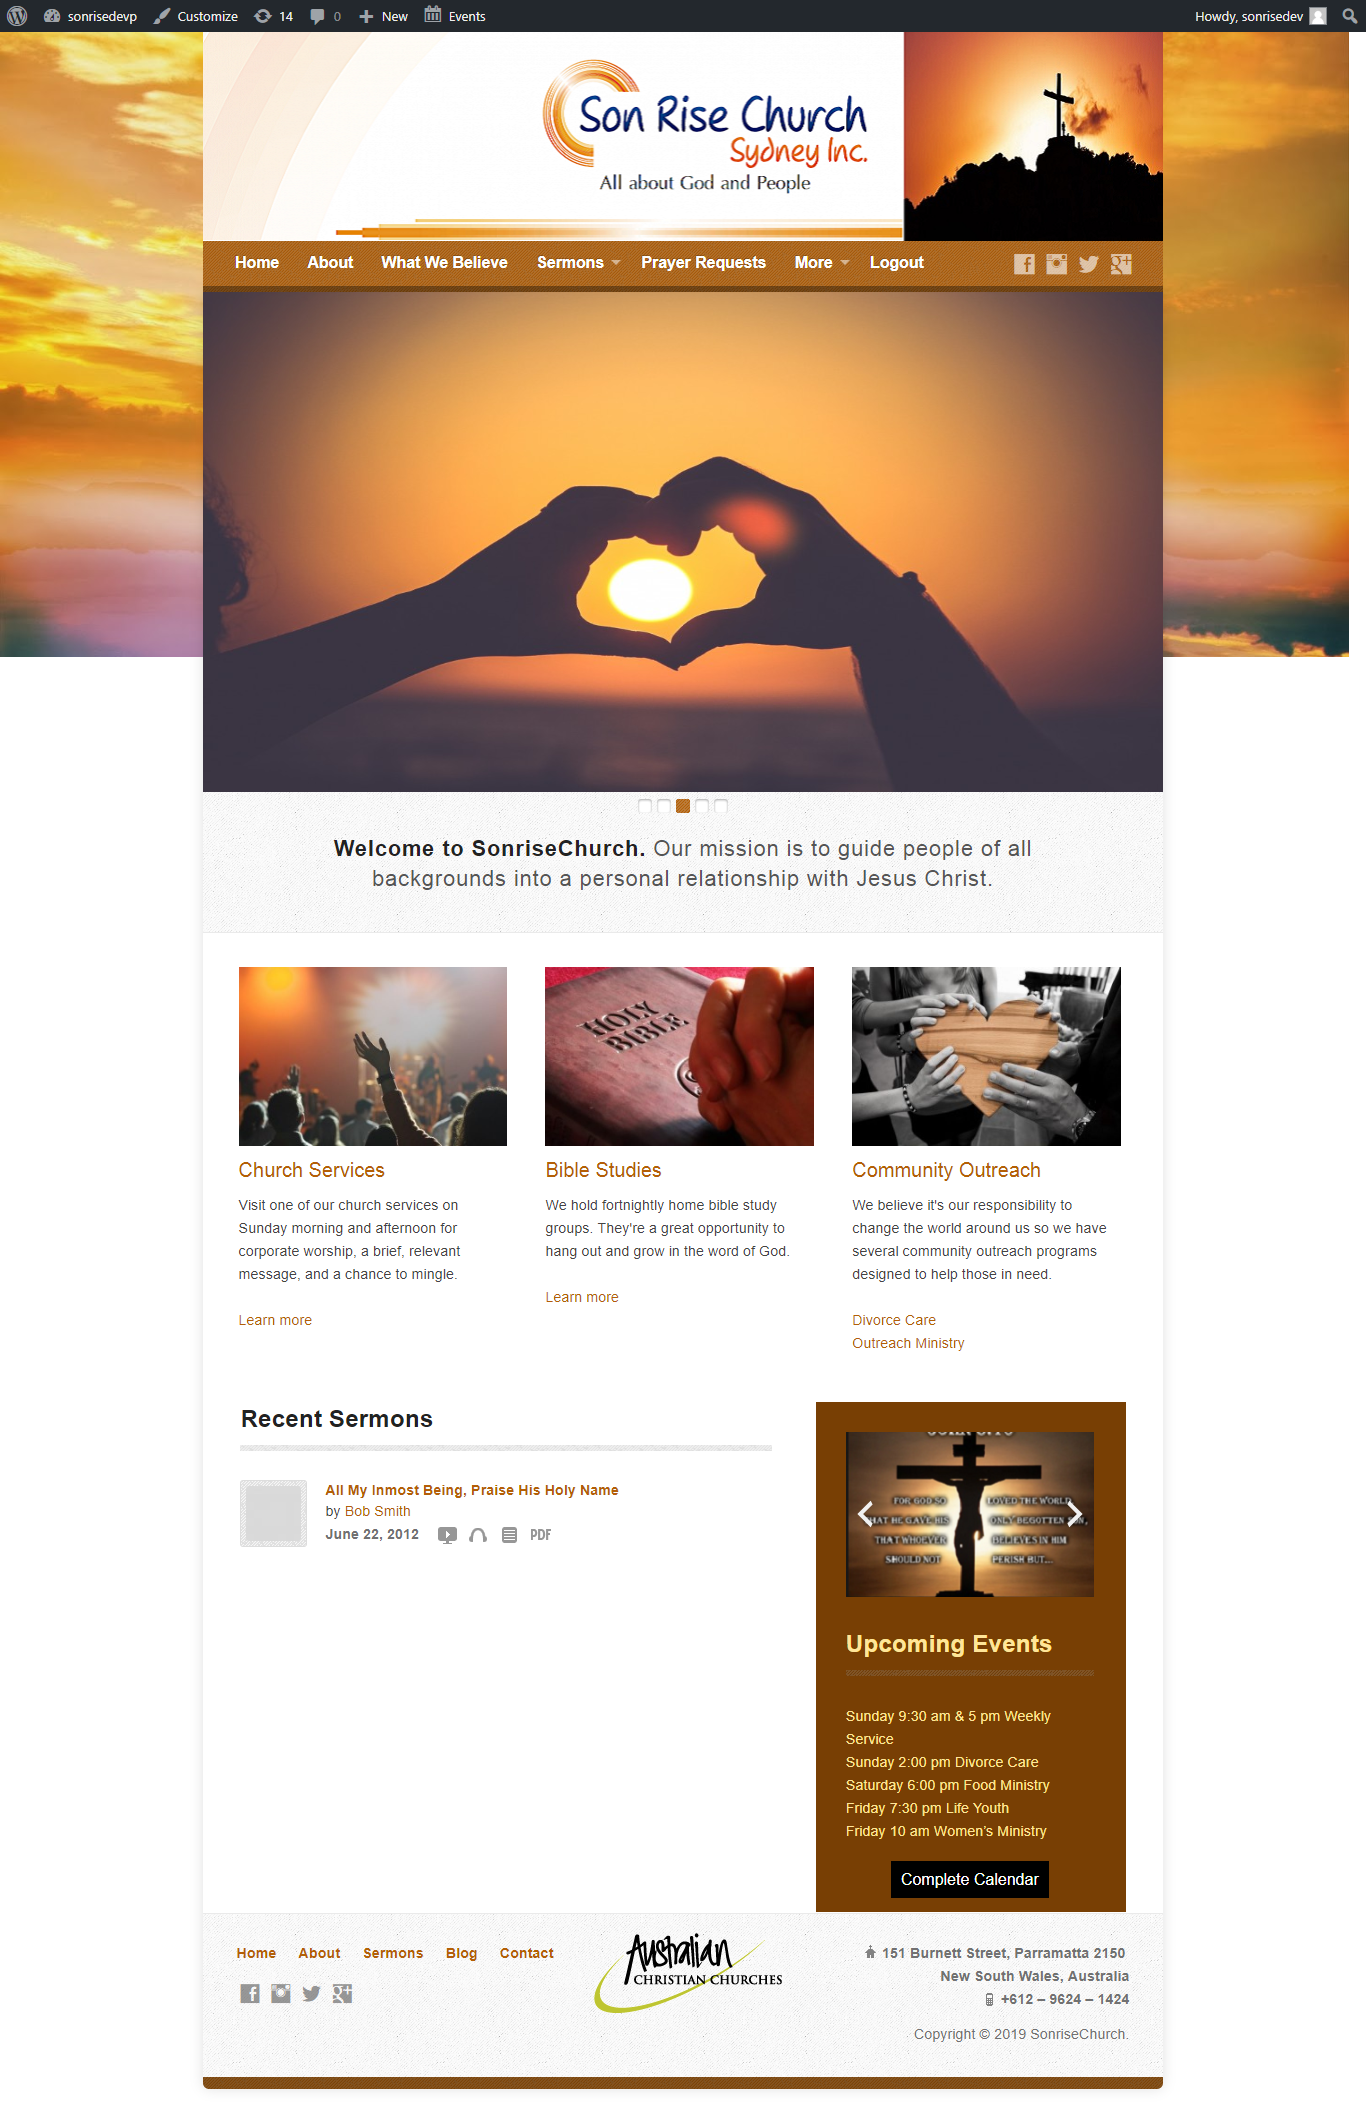 sonrisedevp Customize 14 0 New Events Howdy, sonrisedev
Son Rise Church
Sydney Inc.
All about God and People
Home About What We Believe Sermons Prayer Requests More Logout
Welcome to SonriseChurch. Our mission is to guide people of all
backgrounds into a personal relationship with Jesus Christ.
HOLY
BIBLE
Church Services
Visit one of our church services on
Sunday morning and afternoon for
corporate worship, a brief, relevant
message, and a chance to mingle.
Learn more
Bible Studies
We hold fortnightly home bible study
groups. They're a great opportunity to
hang out and grow in the word of God.
Learn more
Community Outreach
We believe it's our responsibility to
change the world around us so we have
several community outreach programs
designed to help those in need.
Divorce Care
Outreach Ministry
Recent Sermons
All My Inmost Being, Praise His Holy Name
by Bob Smith
June 22, 2012 PDF
FOR GOD SO LOVED THE WORLD
HAT HE GAVE HIS ONLY BEGOTTEN SON,
THAT WHOEVER BELIEVES IN HIM
SHOULD NOT PERISH BUT...
Upcoming Events
Sunday 9:30 am & 5 pm Weekly
Service
Sunday 2:00 pm Divorce Care
Saturday 6:00 pm Food Ministry
Friday 7:30 pm Life Youth
Friday 10 am Women’s Ministry
Complete Calendar
Home About Sermons Blog Contact
Australian
CHRISTIAN CHURCHES
151 Burnett Street, Parramatta 2150
New South Wales, Australia
+612 – 9624 – 1424
Copyright © 2019 SonriseChurch.